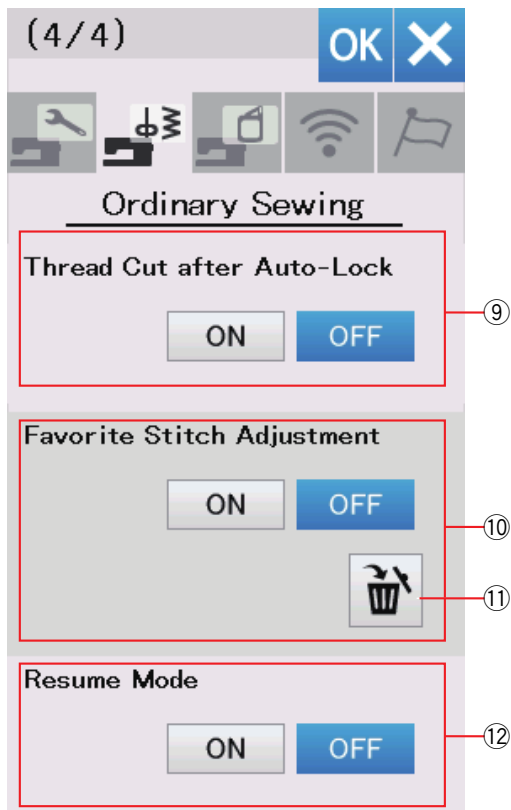 (4/4)
OK
Ordinary Sewing
Thread Cut after Auto-Lock
ON OFF
⑨
Favorite Stitch Adjustment
ON OFF
⑩
⑪
Resume Mode
ON OFF
⑫